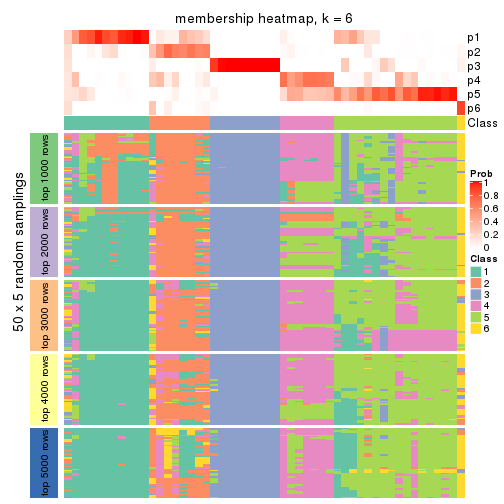 membership heatmap, k = 6
p1
p2
p3
p4
p5
p6
Class
50 x 5 random samplings
top 1000 rows
top 2000 rows
top 3000 rows
top 4000 rows
top 5000 rows
Prob
1
0.8
0.6
0.4
0.2
0
Class
1
2
3
4
5
6